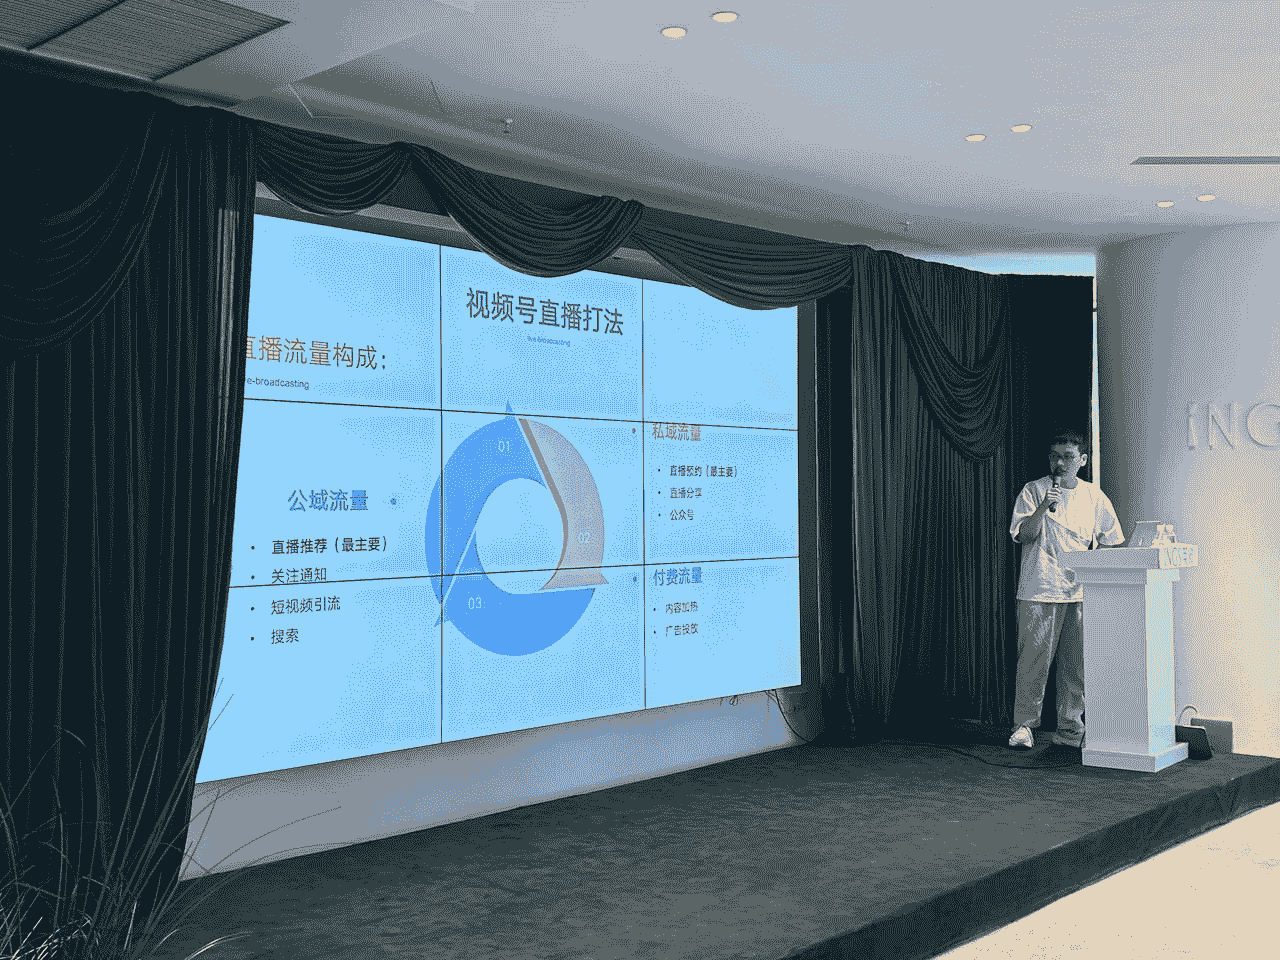 视频号直播打法
live-broadcasting
直播流量构成：
e-broadcasting
01
02
03
公域流量
• 直播推荐（最主要）
• 关注通知
• 短视频引流
• 搜索
私域流量
• 直播预约（最主要）
• 直播分享
• 公众号
付费流量
• 内容加热
• 广告投放
iNG